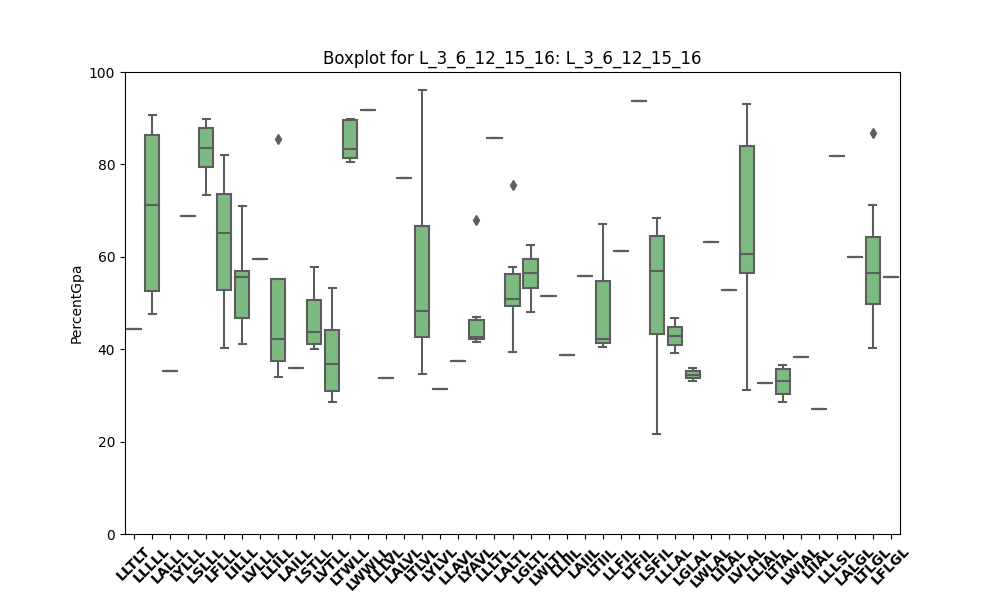 Boxplot for L_3_6_12_15_16: L_3_6_12_15_16
PercentGpa
100
80
60
40
20
0
LLTLT
LLLLL
LALLL
LYLLL
LSLLL
LFLLL
LILLL
LVLLL
LLILL
LAILL
LSTLL
LVTLL
LTWLL
LWWLL
LLLVL
LALVL
LTLVL
LYLVL
LLAVL
LYAVL
LLLTL
LALTL
LGLTL
LWLTL
LLIIL
LAIIL
LTIIL
LLFIL
LTFIL
LSFIL
LLLAL
LGLAL
LWLAL
LILAL
LVLAL
LLIAL
LTIAL
LWIAL
LIIAL
LLLSL
LALGL
LTLGL
LFLGL